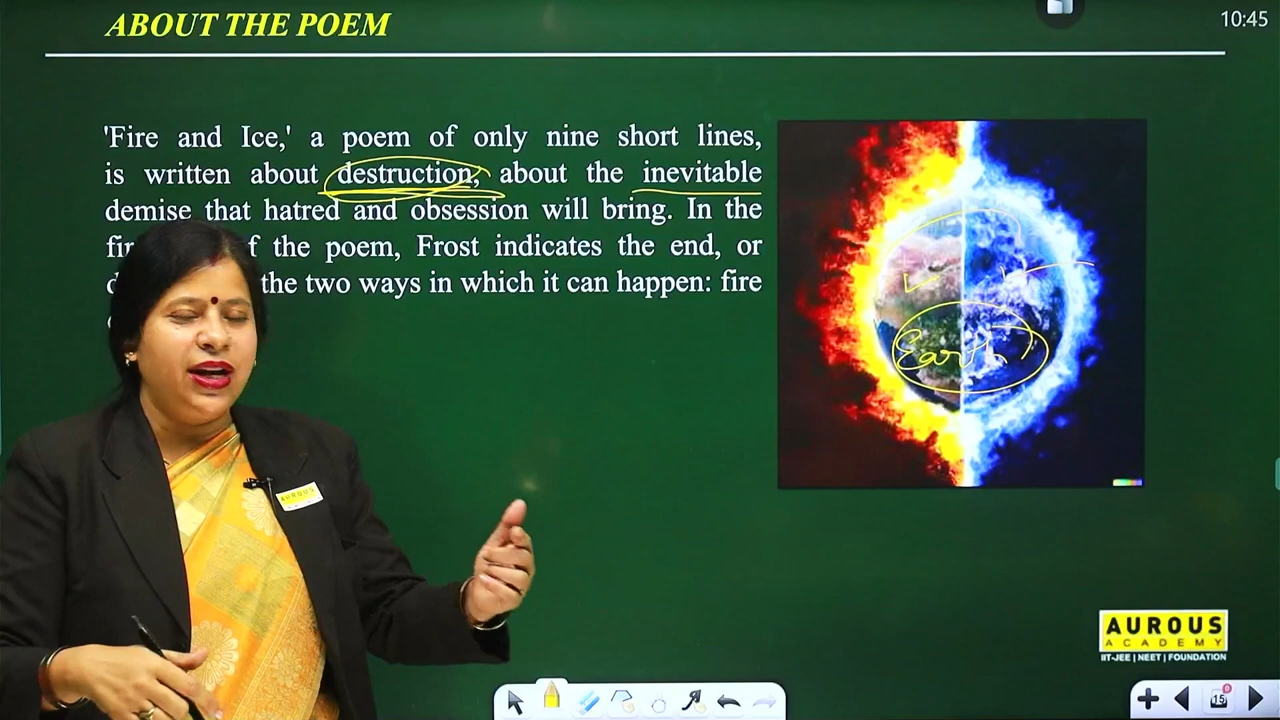 ABOUT THE POEM
10:45
'Fire and Ice,' a poem of only nine short lines,
is written about destruction, about the inevitable
demise that hatred and obsession will bring. In the
the poem, Frost indicates the end, or
the two ways in which it can happen: fire
Earth
AUROUS
AUROUS
ACADEMY
IIT-JEE | NEET | FOUNDATION
15